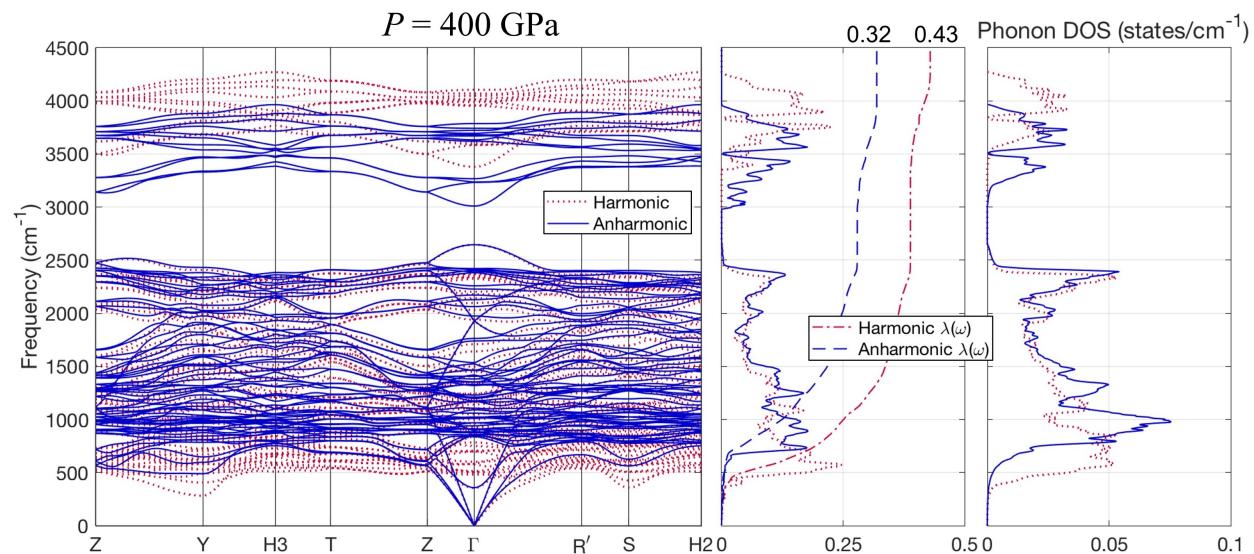 P = 400 GPa
0.32 0.43 Phonon DOS (states/cm⁻¹)
4500
4000
3500
3000
2500
2000
1500
1000
500
0
Frequency (cm⁻¹)
Harmonic
Anharmonic
Harmonic λ(ω)
Anharmonic λ(ω)
Z Y H3 T Z Γ R′ S H2 0 0.25 0.5 0 0.05 0.1